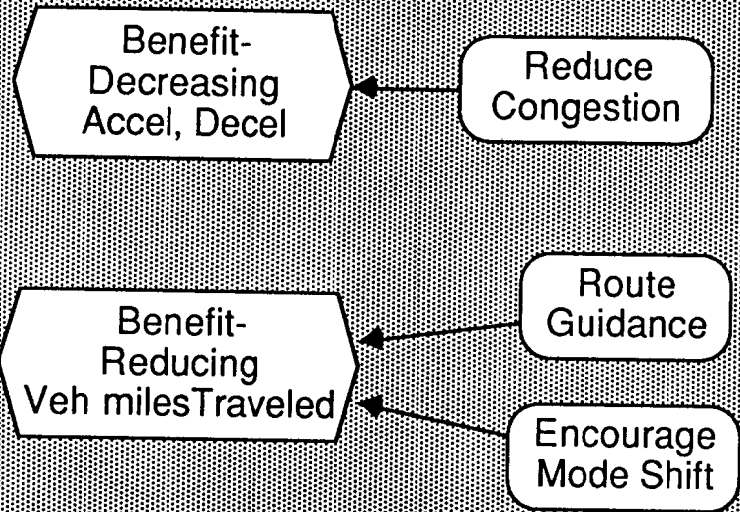 Benefit-
Decreasing
Accel, Decel
Reduce
Congestion
Benefit-
Reducing
Veh milesTraveled
Route
Guidance
Encourage
Mode Shift